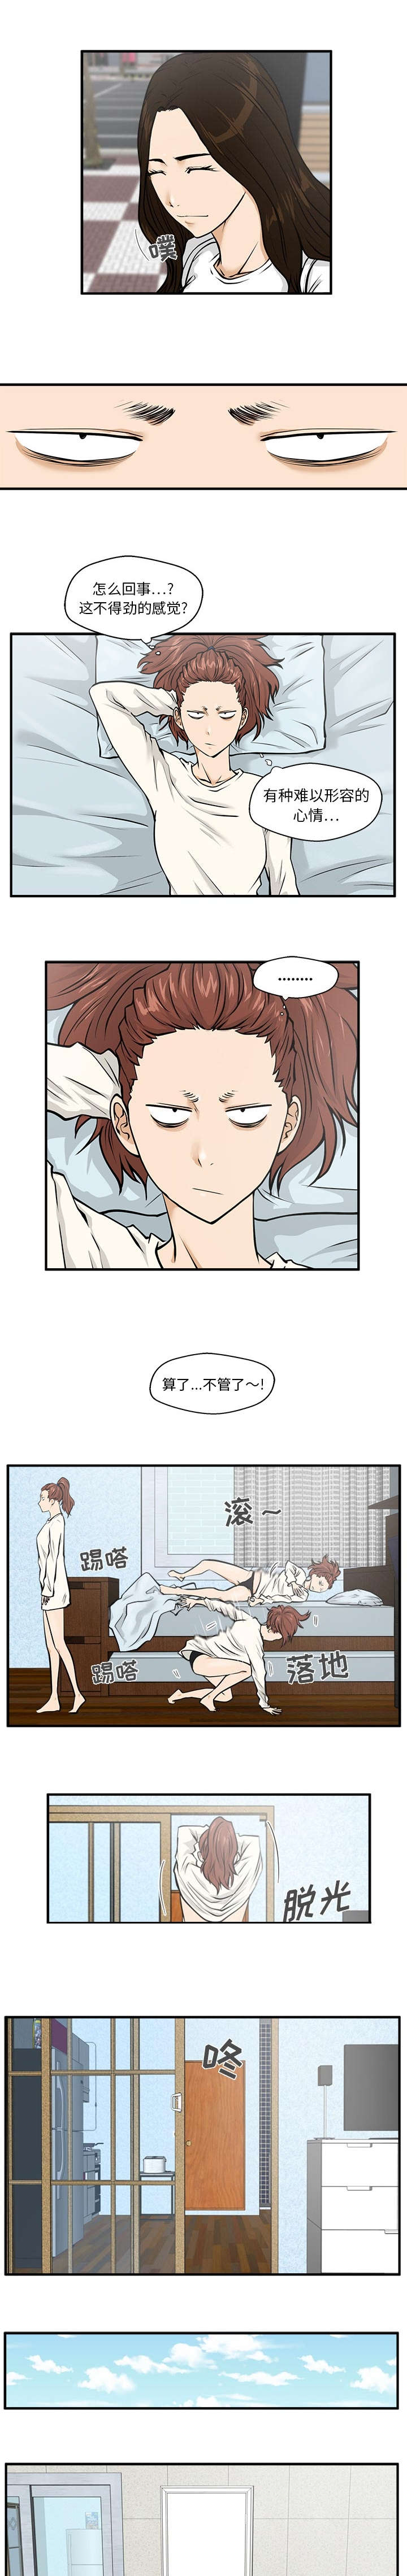 噗
怎么回事...?
这不得劲的感觉?
有种难以形容的
心情...
........
算了...不管了～!
滚～
踢嗒
踢嗒
落地
脱光
咚